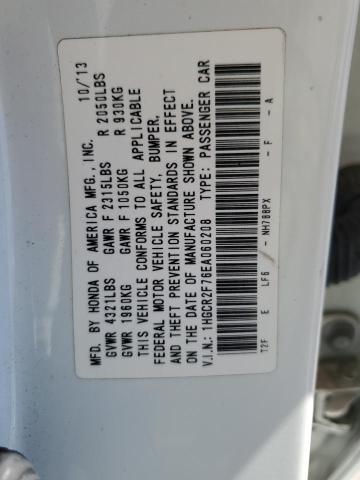 MFD. BY HONDA OF AMERICA MFG., INC. 10/13
GVWR 4321LBS GAWR F 2315LBS R 2050LBS
GVWR 1960KG GAWR F 1050KG R 930KG
THIS VEHICLE CONFORMS TO ALL APPLICABLE
FEDERAL MOTOR VEHICLE SAFETY, BUMPER,
AND THEFT PREVENTION STANDARDS IN EFFECT
ON THE DATE OF MANUFACTURE SHOWN ABOVE.
V.I.N.: 1HGCR2F76EA060208 TYPE: PASSENGER CAR
T2F E LF6 / NH788PX - F - A